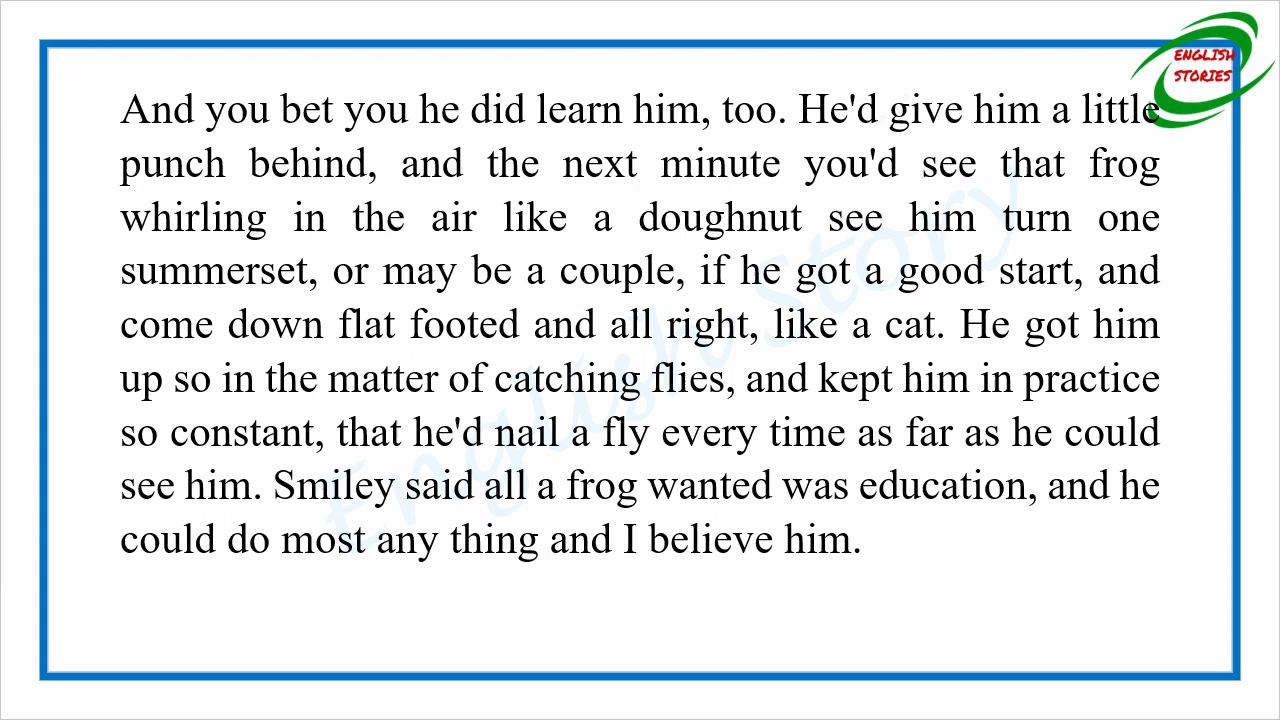 ENGLISH
STORIES
And you bet you he did learn him, too. He'd give him a little
punch behind, and the next minute you'd see that frog
whirling in the air like a doughnut see him turn one
summerset, or may be a couple, if he got a good start, and
come down flat footed and all right, like a cat. He got him
up so in the matter of catching flies, and kept him in practice
so constant, that he'd nail a fly every time as far as he could
see him. Smiley said all a frog wanted was education, and he
could do most any thing and I believe him.
English Story